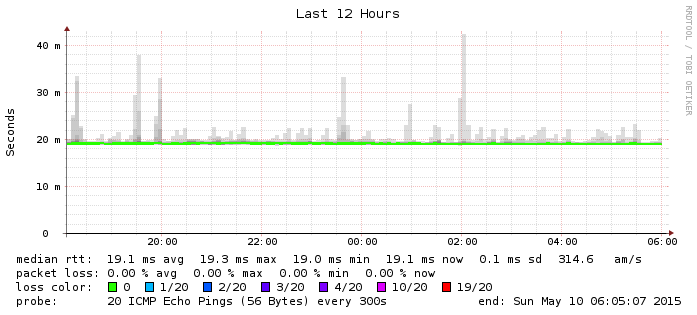 Last 12 Hours
RRDTOOL / TOBI OETIKER
Seconds
40 m
30 m
20 m
10 m
0
20:00 22:00 00:00 02:00 04:00 06:00
median rtt: 19.1 ms avg 19.3 ms max 19.0 ms min 19.1 ms now 0.1 ms sd 314.6 am/s
packet loss: 0.00 % avg 0.00 % max 0.00 % min 0.00 % now
loss color: 0 1/20 2/20 3/20 4/20 10/20 19/20
probe: 20 ICMP Echo Pings (56 Bytes) every 300s end: Sun May 10 06:05:07 2015